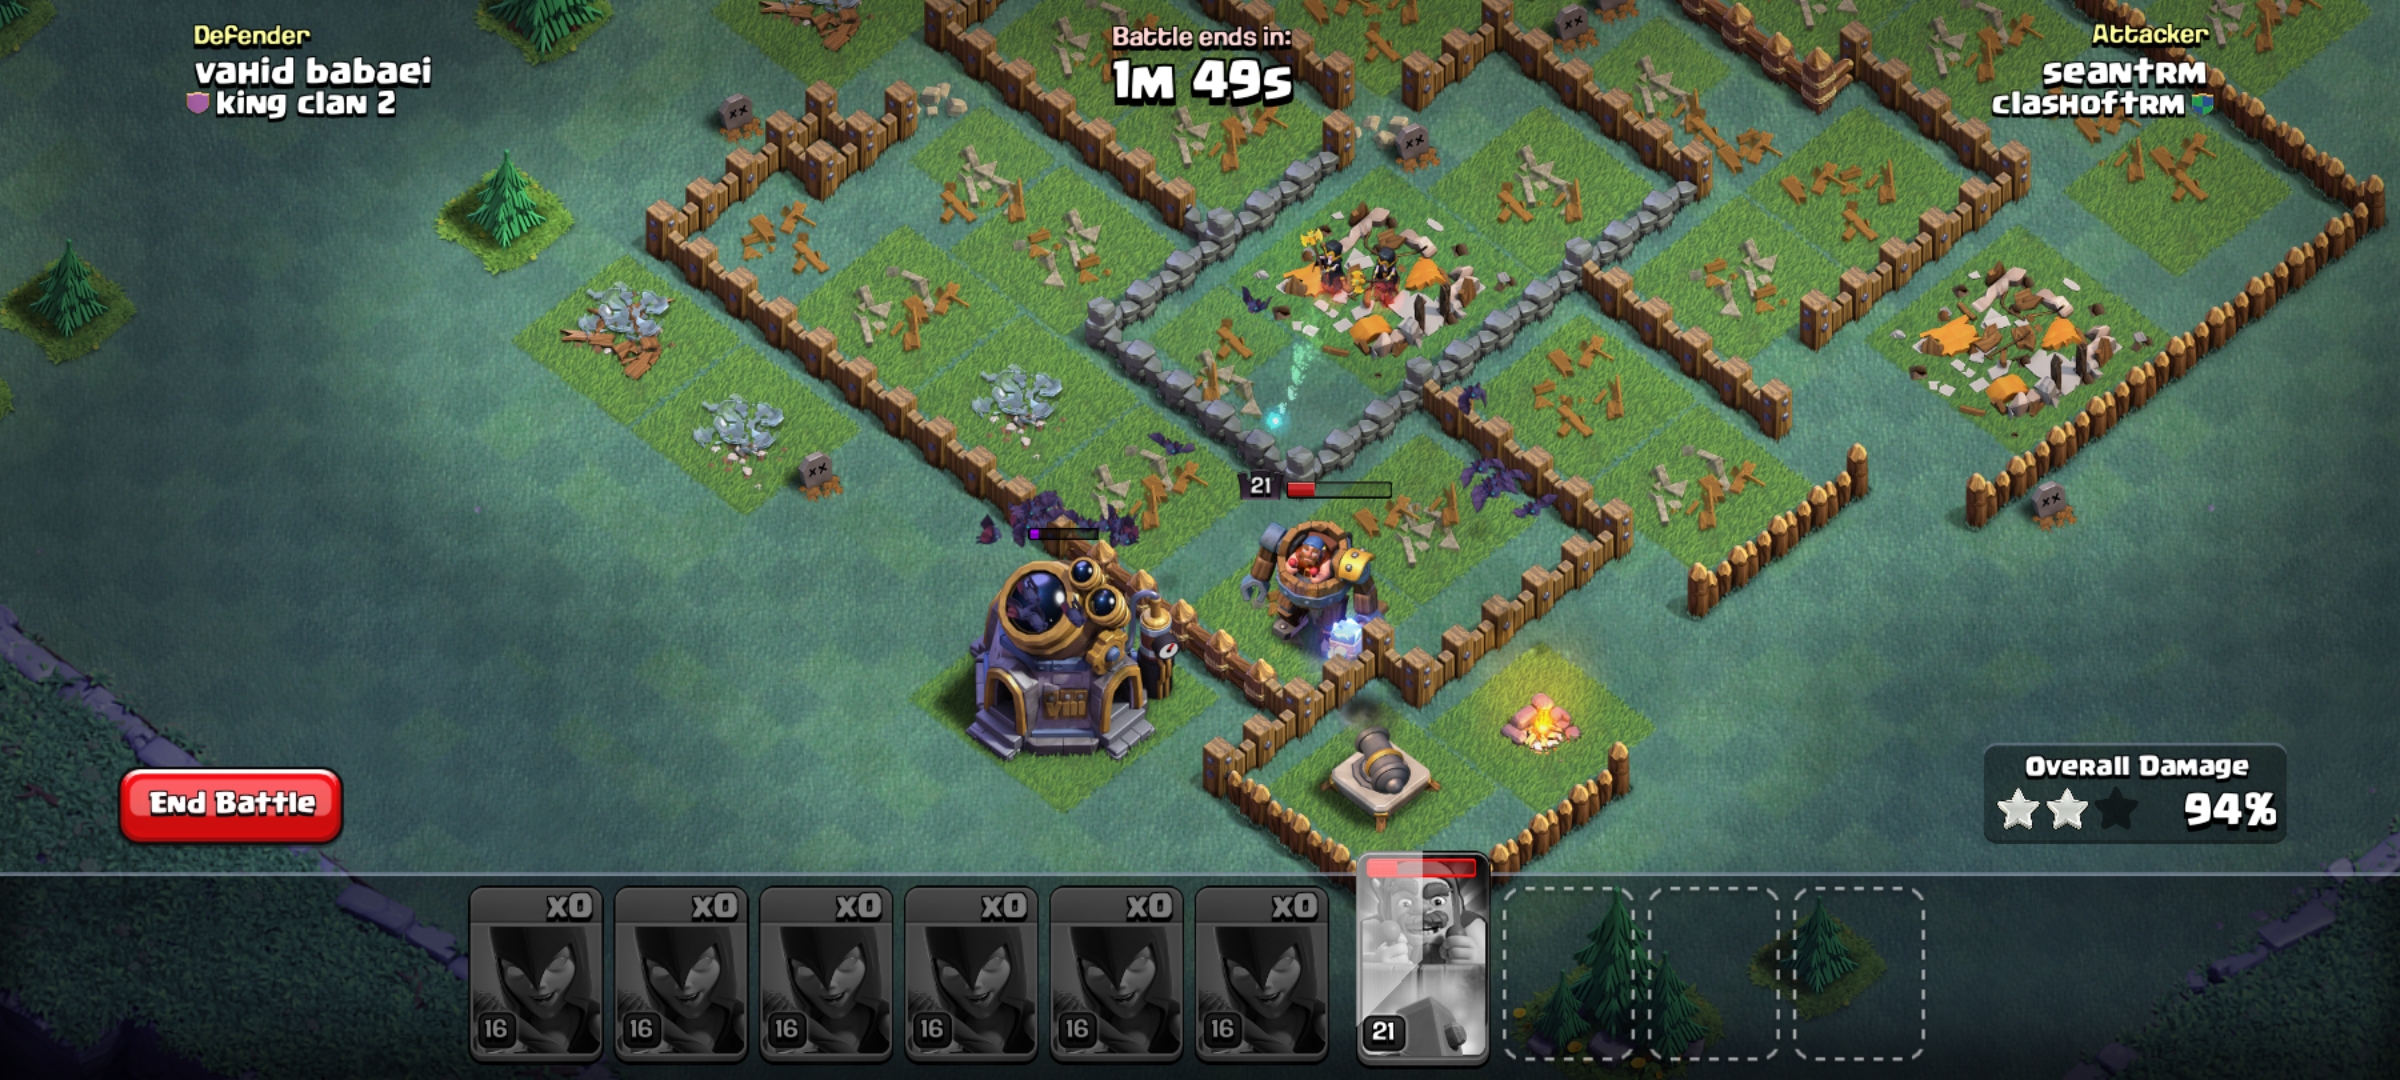 Defender
vahid babaei
king clan 2
Battle ends in:
1M 49s
Attacker
seantRM
clashoftRM
21
VIII
End Battle
Overall Damage
94%
x0
x0
x0
x0
x0
x0
16
16
16
16
16
16
21